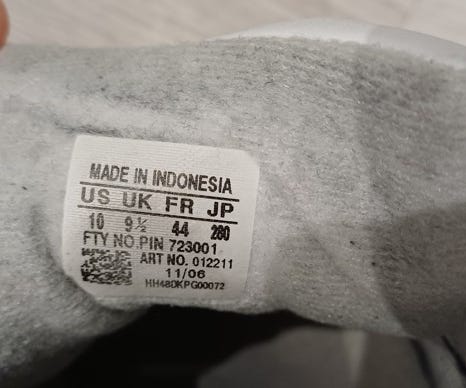 MADE IN INDONESIA
US UK FR JP
10 9½ 44 280
FTY NO.PIN 723001
ART NO. 012211
11/06
HH48DKPG00072